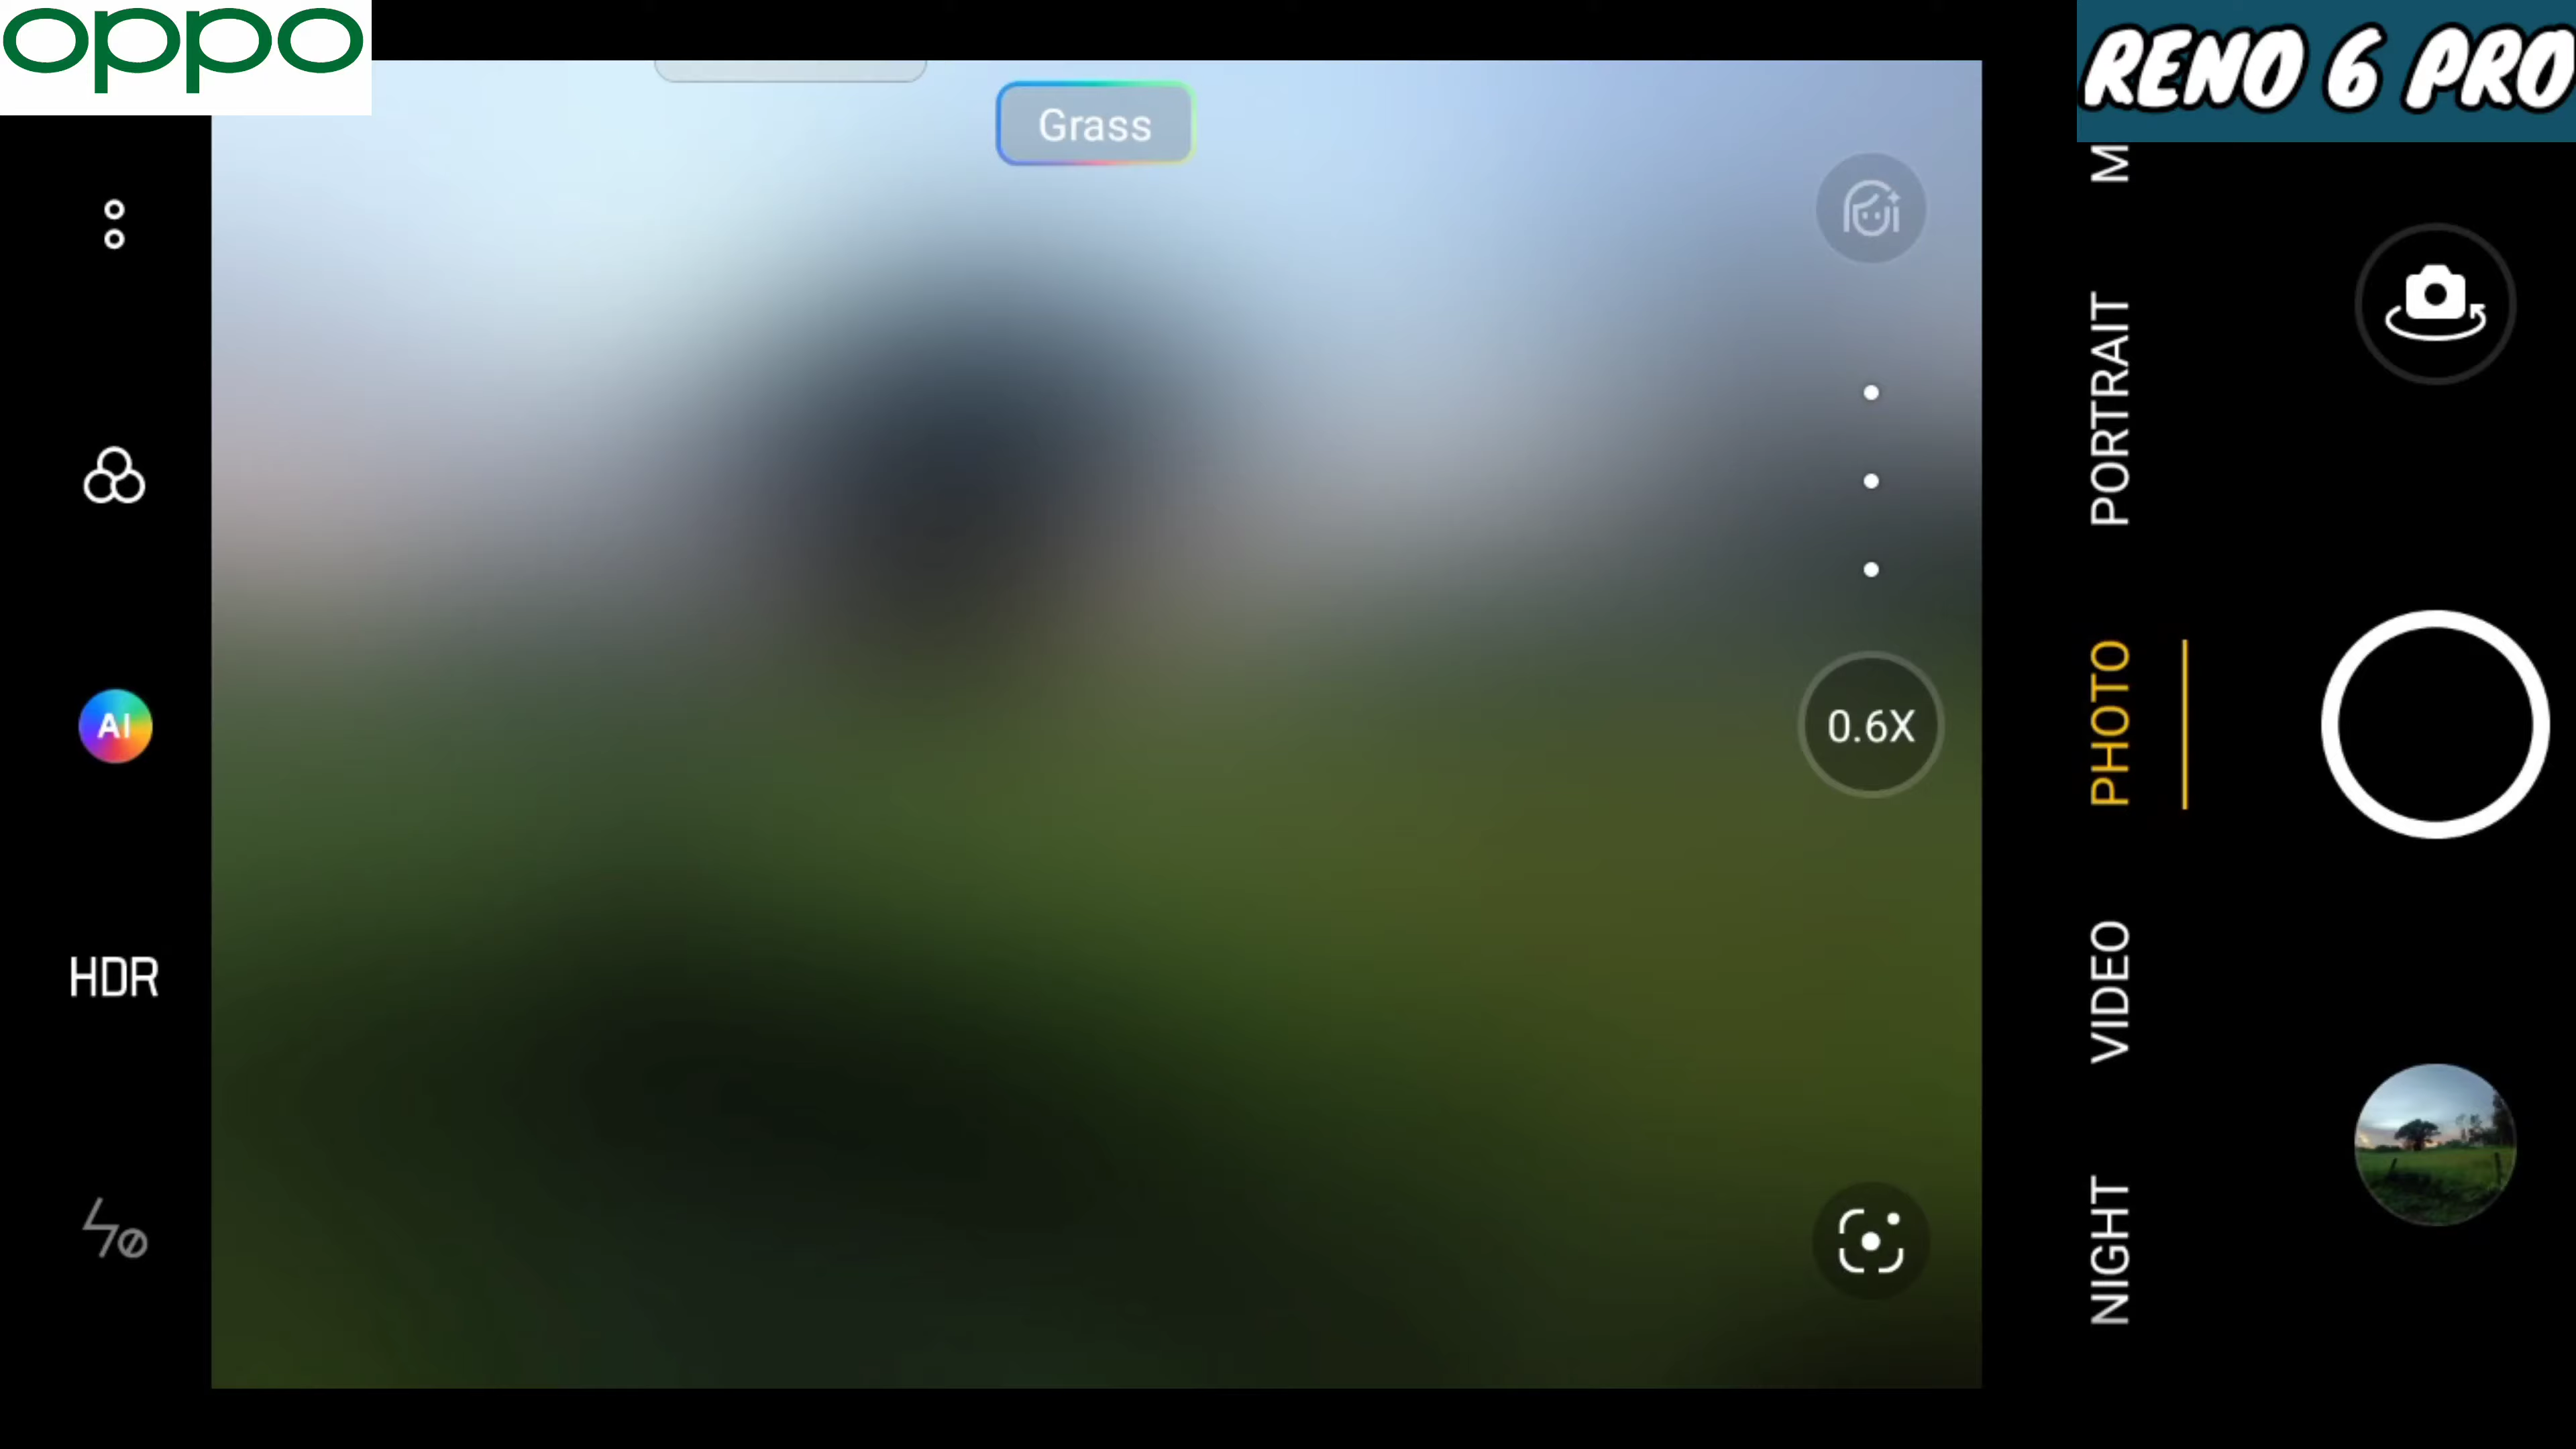 oppo
RENO 6 PRO
Grass
M
PORTRAIT
PHOTO
VIDEO
NIGHT
0.6X
AI
HDR